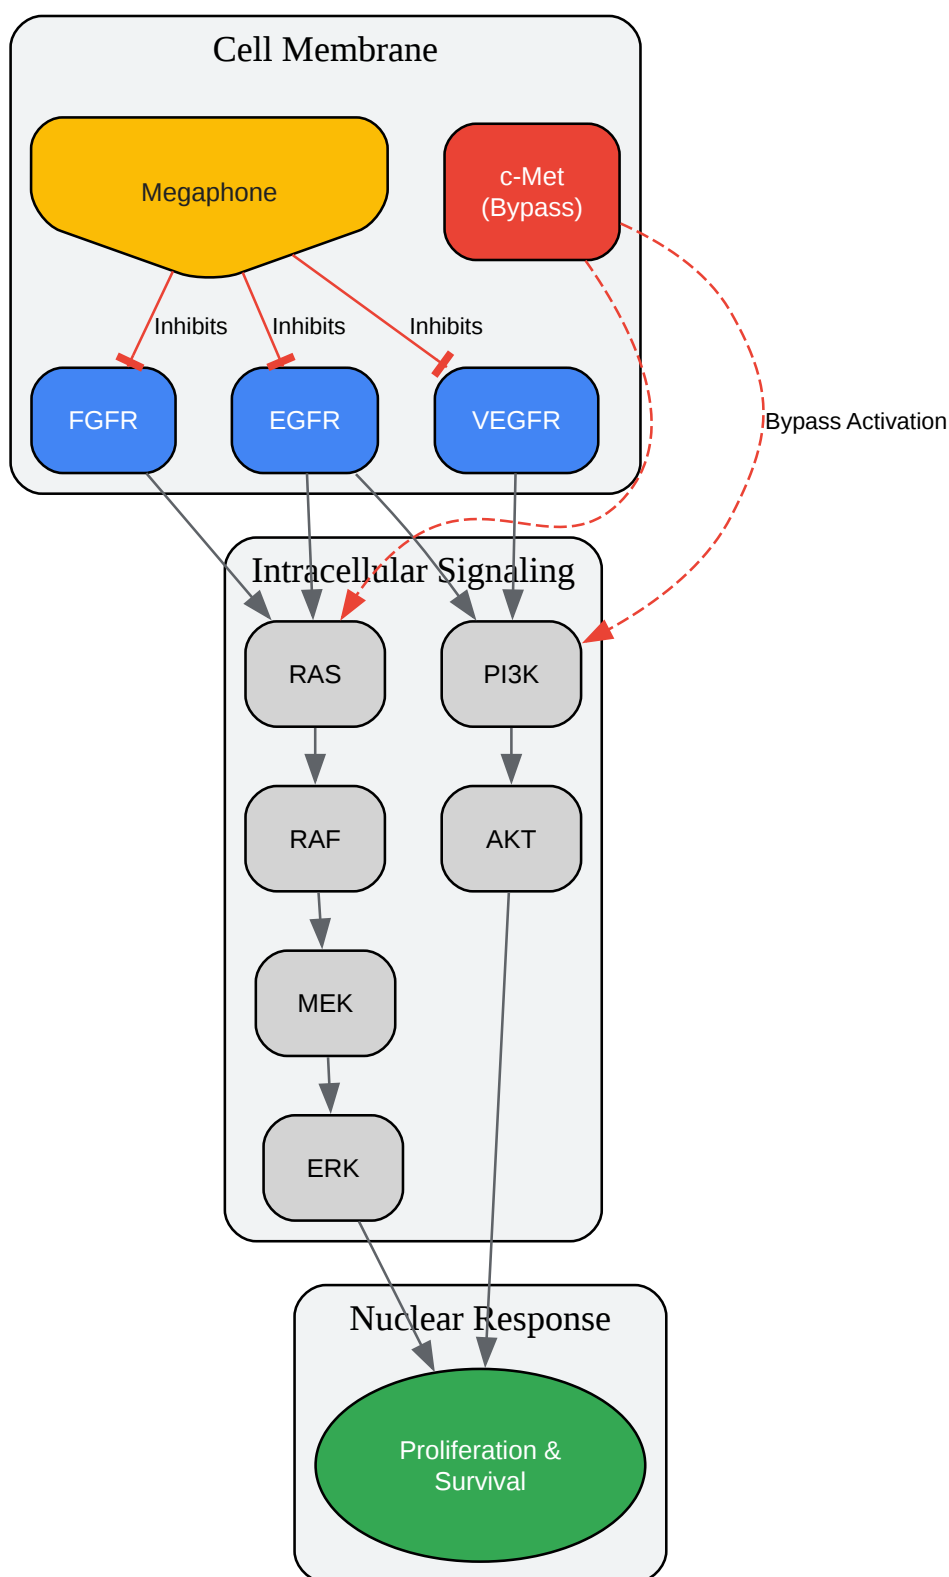 Cell Membrane
Megaphone
c-Met
(Bypass)
Inhibits
Inhibits
Inhibits
FGFR
EGFR
VEGFR
Bypass Activation
Intracellular Signaling
RAS
PI3K
RAF
AKT
MEK
ERK
Nuclear Response
Proliferation &
Survival